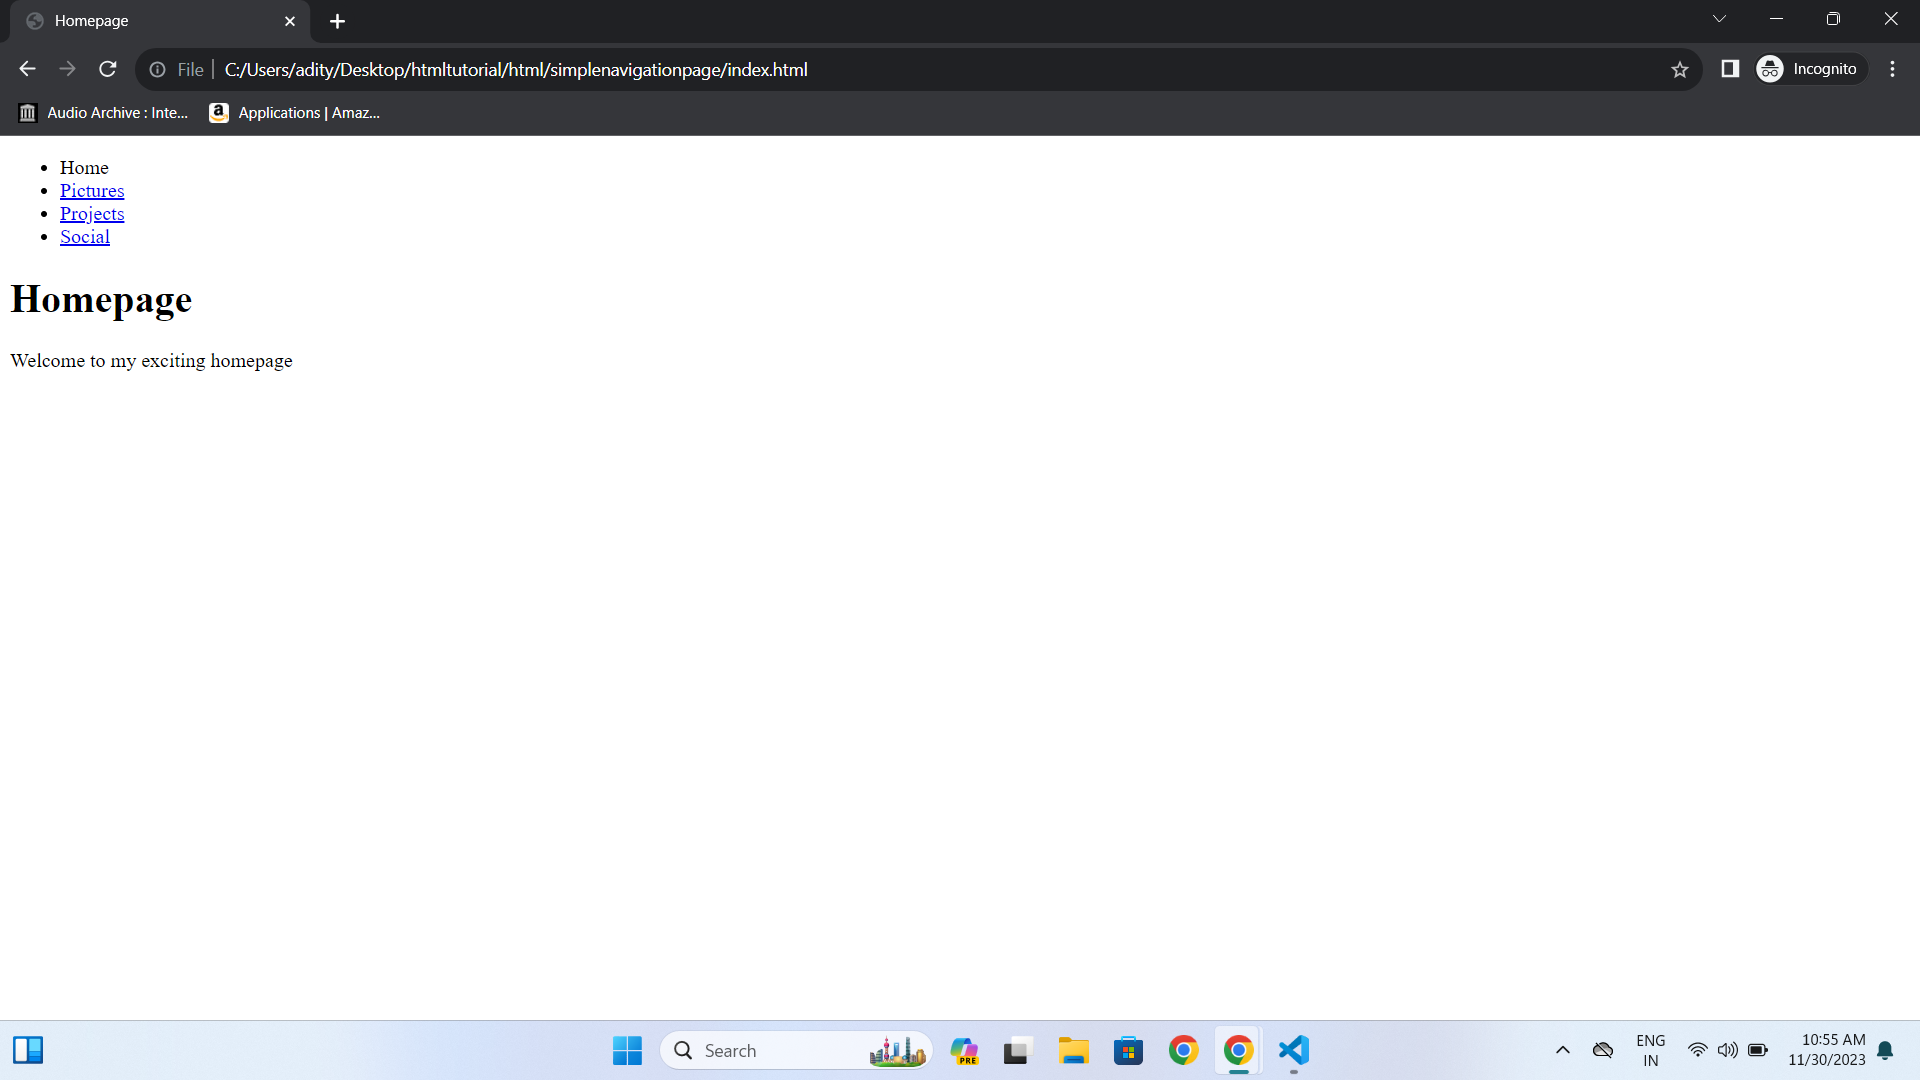 Homepage
File
C:/Users/adity/Desktop/htmltutorial/html/simplenavigationpage/index.html
Incognito
Audio Archive : Inte...
Applications | Amaz...
Home
Pictures
Projects
Social
Homepage
Welcome to my exciting homepage
Search
PRE
ENG
IN
10:55 AM
11/30/2023